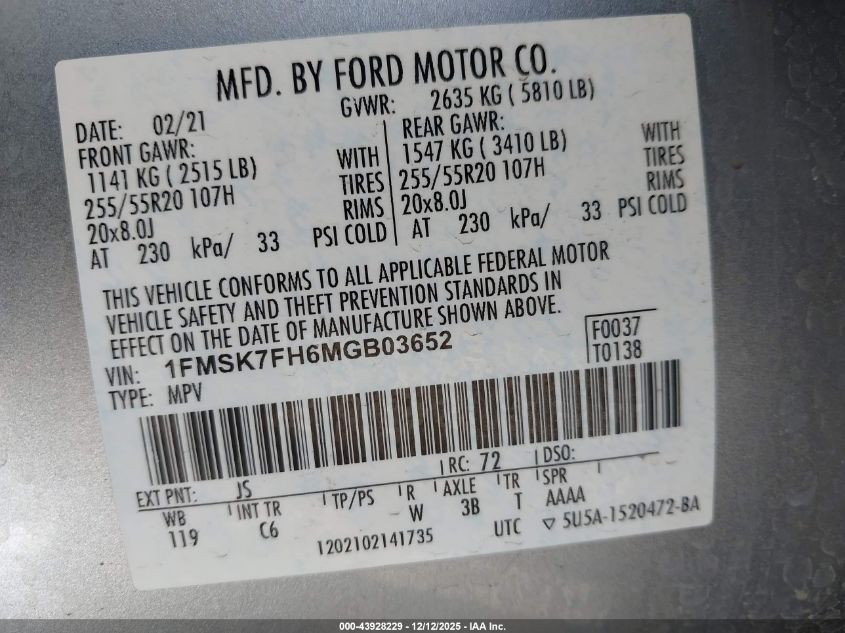 MFD. BY FORD MOTOR CO.
DATE: 02/21 GVWR: 2635 KG ( 5810 LB)
FRONT GAWR: REAR GAWR:
1141 KG ( 2515 LB) WITH 1547 KG ( 3410 LB) WITH
255/55R20 107H TIRES 255/55R20 107H TIRES
20x8.0J RIMS 20x8.0J RIMS
AT 230 kPa/ 33 PSI COLD AT 230 kPa/ 33 PSI COLD
THIS VEHICLE CONFORMS TO ALL APPLICABLE FEDERAL MOTOR
VEHICLE SAFETY AND THEFT PREVENTION STANDARDS IN
EFFECT ON THE DATE OF MANUFACTURE SHOWN ABOVE.
VIN: 1FMSK7FH6MGB03652 F0037
TYPE: MPV T0138
EXT PNT: JS RC: 72 DSO:
WB INT TR TP/PS R AXLE TR SPR
119 C6 W 3B T AAAA
1202102141735 UTC ▽ 5U5A-1520472-BA
000-43928229 - 12/12/2025 - IAA Inc.